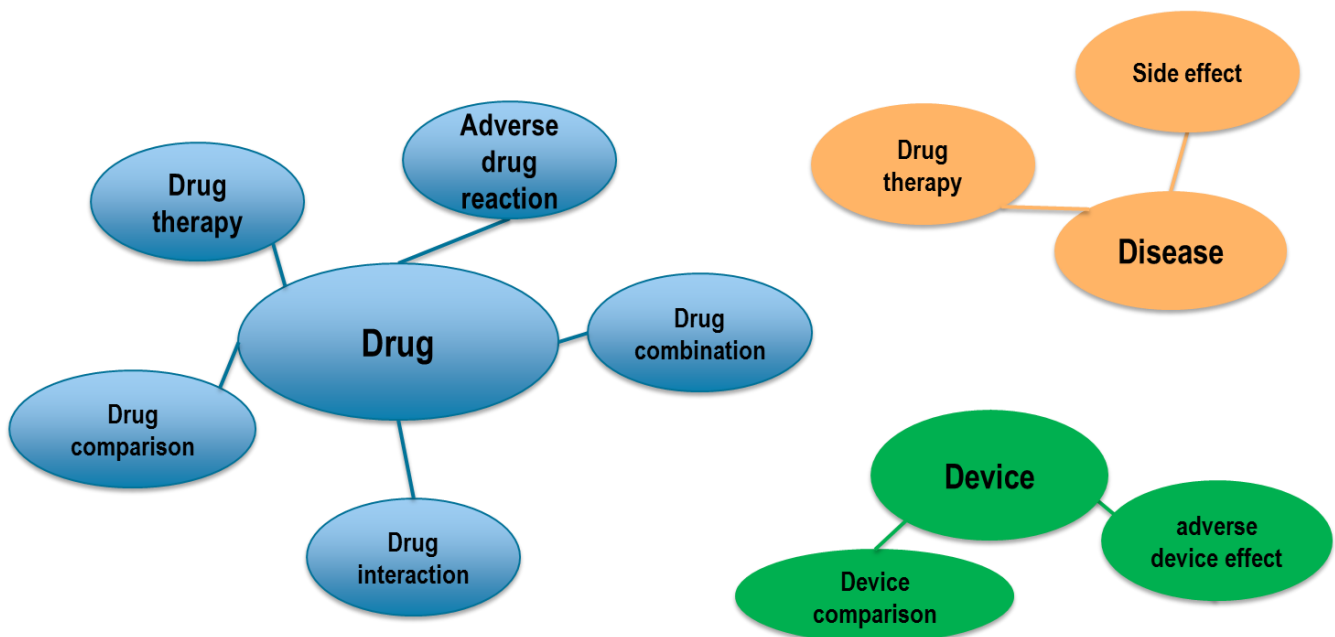 Adverse
drug
reaction
Drug
therapy
Drug
Drug
combination
Drug
comparison
Drug
interaction
Side effect
Drug
therapy
Disease
Device
adverse
device effect
Device
comparison